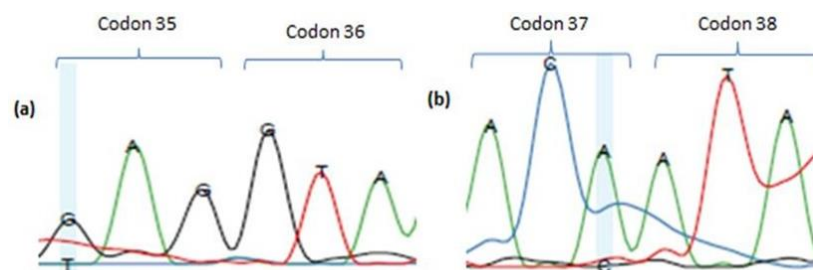 Codon 35 Codon 36
(a)
G A G G T A
T
Codon 37 Codon 38
(b)
A C A A T A